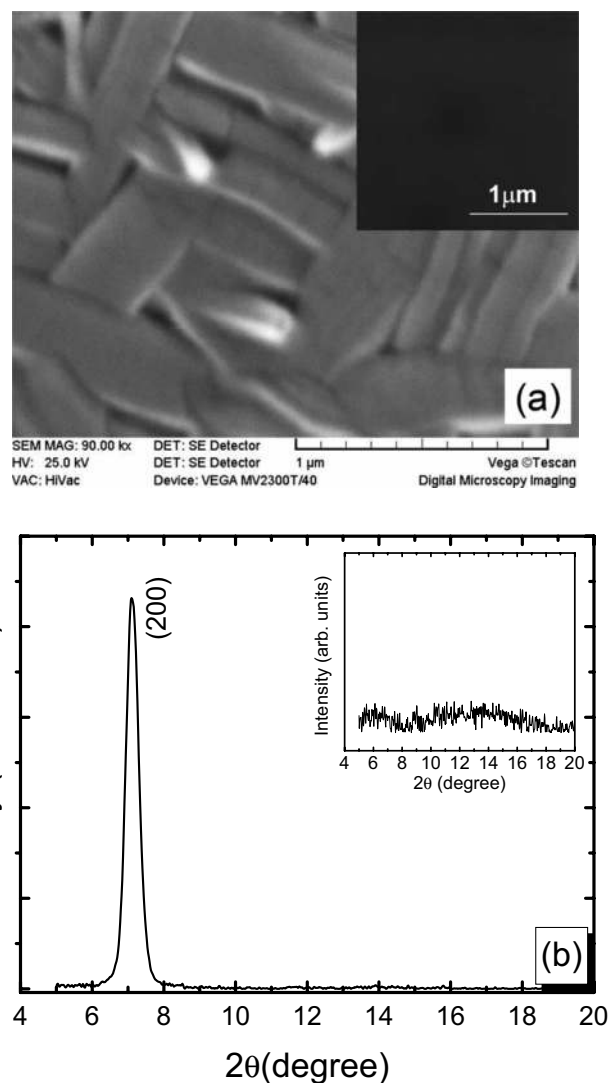 1μm
(a)
SEM MAG: 90.00 kx DET: SE Detector
HV: 25.0 kV DET: SE Detector 1 μm Vega ©Tescan
VAC: HiVac Device: VEGA MV2300T/40 Digital Microscopy Imaging
(200)
Intensity (arb. units)
4 6 8 10 12 14 16 18 20
2θ (degree)
(b)
4 6 8 10 12 14 16 18 20
2θ(degree)